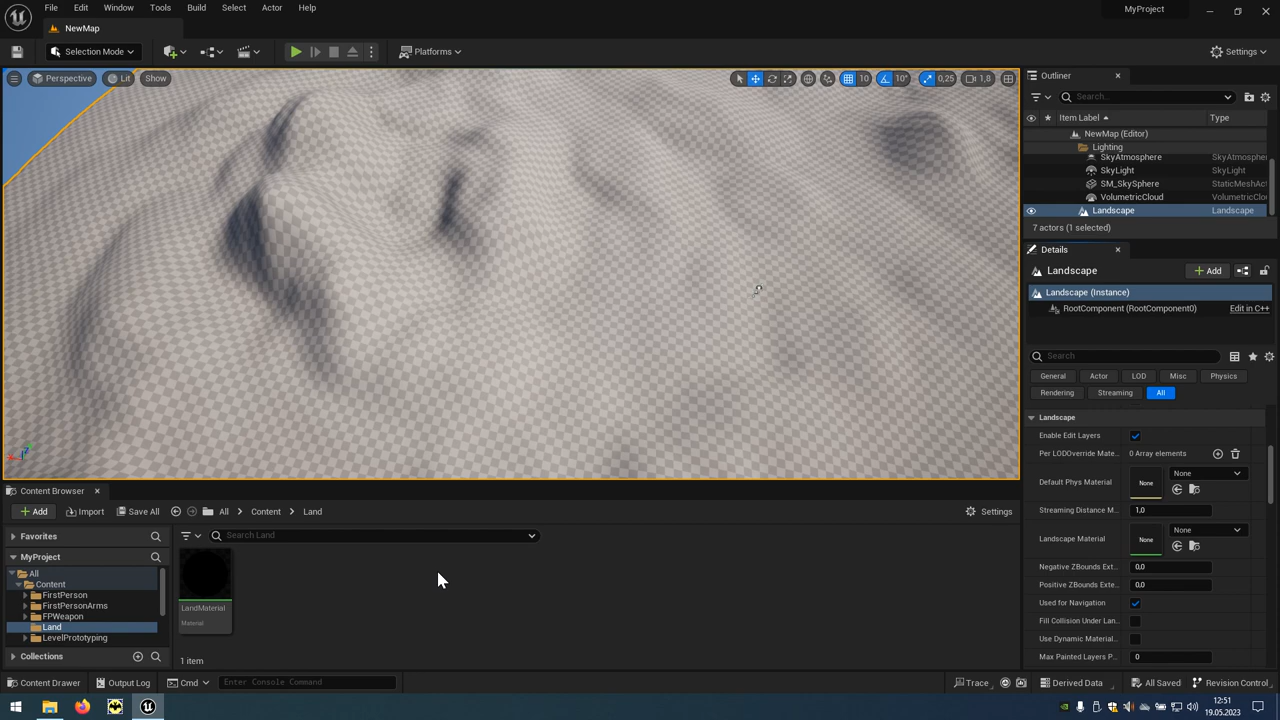 File Edit Window Tools Build Select Actor Help
MyProject
NewMap
Selection Mode
Platforms
Settings
Perspective Lit Show
10 10° 0,25 1,8
Outliner
Search...
Item Label Type
NewMap (Editor)
Lighting
SkyAtmosphere SkyAtmosphe
SkyLight SkyLight
SM_SkySphere StaticMeshAc
VolumetricCloud VolumetricClo
Landscape Landscape
7 actors (1 selected)
Details
Landscape
Add
Landscape (Instance)
RootComponent (RootComponent0) Edit in C++
Search
General Actor LOD Misc Physics
Rendering Streaming All
Landscape
Enable Edit Layers
Per LODOverride Mate... 0 Array elements
Default Phys Material None None
Streaming Distance M... 1,0
Landscape Material None None
Negative ZBounds Ext... 0,0
Positive ZBounds Exte... 0,0
Used for Navigation
Fill Collision Under Lan...
Use Dynamic Material...
Max Painted Layers P... 0
Content Browser
Add Import Save All All Content Land Settings
Favorites
Search Land
MyProject
All
Content
FirstPerson
FirstPersonArms
FPWeapon
Land
LevelPrototyping
Collections
LandMaterial
Material
1 item
Content Drawer Output Log Cmd Enter Console Command Trace Derived Data All Saved Revision Control
12:51
19.05.2023